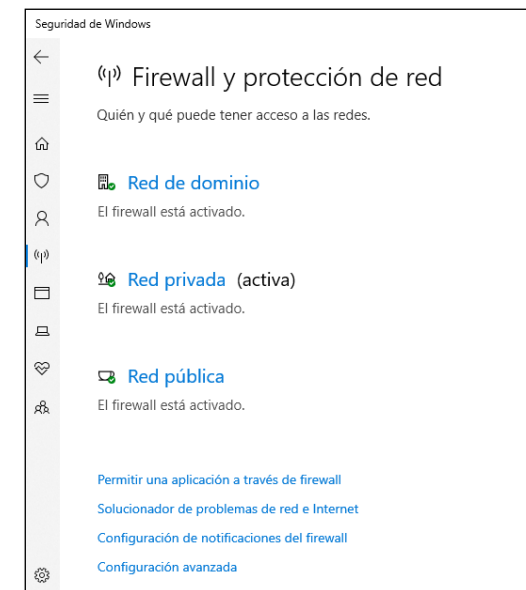 Seguridad de Windows
Firewall y protección de red
Quién y qué puede tener acceso a las redes.
Red de dominio
El firewall está activado.
Red privada (activa)
El firewall está activado.
Red pública
El firewall está activado.
Permitir una aplicación a través de firewall
Solucionador de problemas de red e Internet
Configuración de notificaciones del firewall
Configuración avanzada